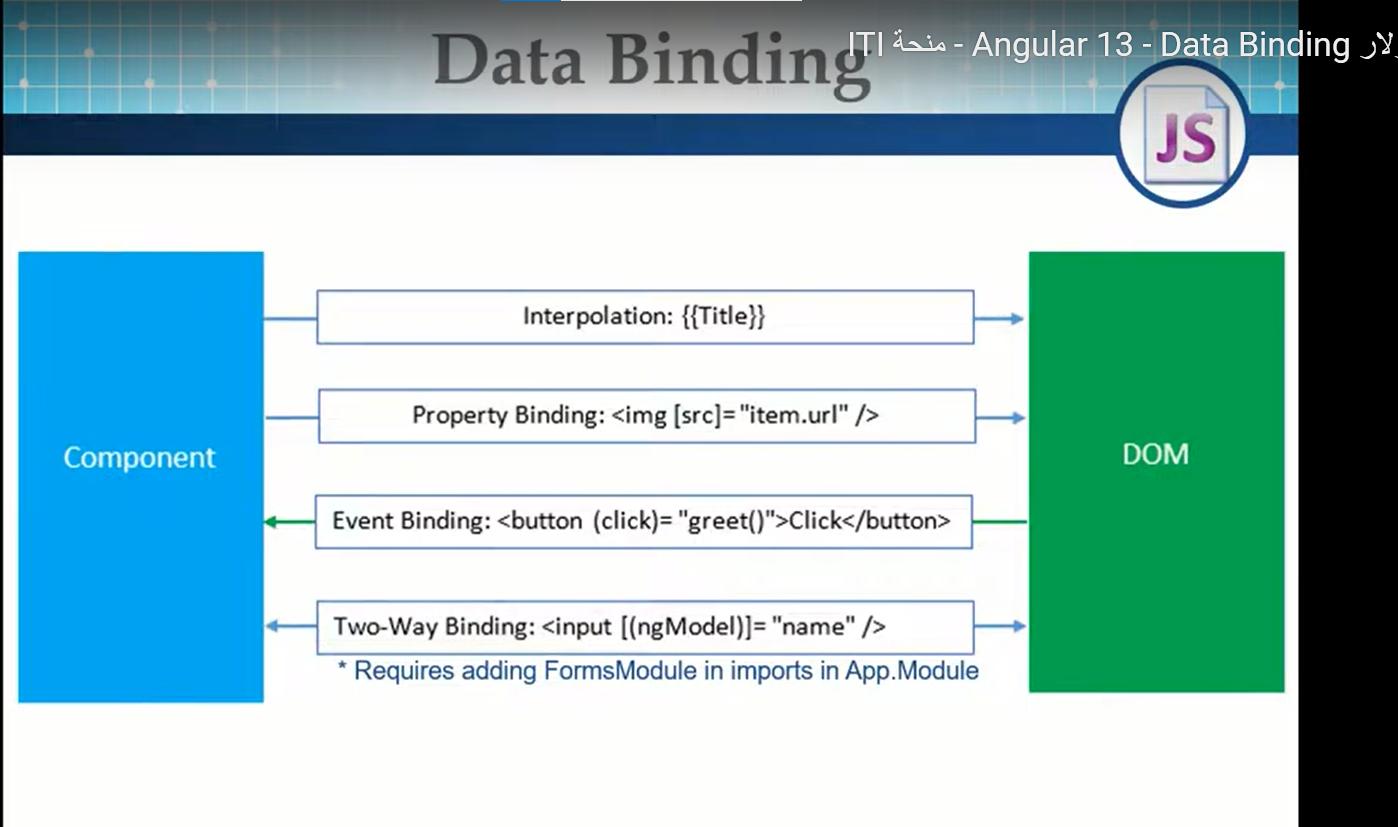 Data Binding
منحة ITI - Angular 13 - Data Binding
JS
Interpolation: {{Title}}
Property Binding: <img [src]= "item.url" />
Component
DOM
Event Binding: <button (click)= "greet()">Click</button>
Two-Way Binding: <input [(ngModel)]= "name" />
* Requires adding FormsModule in imports in App.Module